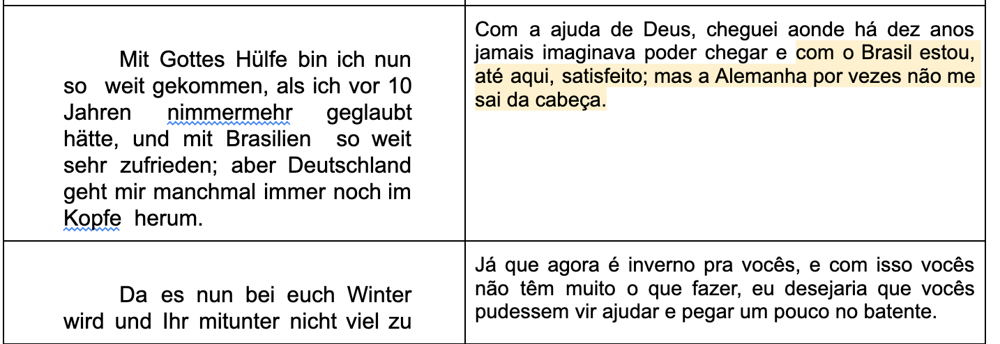 Mit Gottes Hülfe bin ich nun
so weit gekommen, als ich vor 10
Jahren nimmermehr geglaubt
hätte, und mit Brasilien so weit
sehr zufrieden; aber Deutschland
geht mir manchmal immer noch im
Kopfe herum.
Com a ajuda de Deus, cheguei aonde há dez anos
jamais imaginava poder chegar e com o Brasil estou,
até aqui, satisfeito; mas a Alemanha por vezes não me
sai da cabeça.
Da es nun bei euch Winter
wird und Ihr mitunter nicht viel zu
Já que agora é inverno pra vocês, e com isso vocês
não têm muito o que fazer, eu desejaria que vocês
pudessem vir ajudar e pegar um pouco no batente.